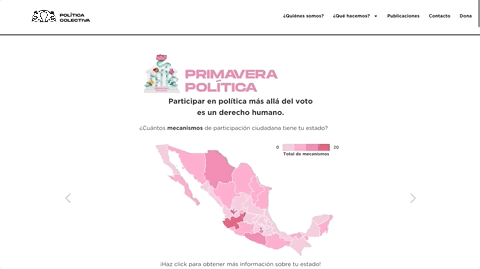 POLÍTICA
COLECTIVA
¿Quiénes somos? ¿Qué hacemos? Publicaciones Contacto Dona
PRIMAVERA
POLÍTICA
Participar en política más allá del voto
es un derecho humano.
¿Cuántos mecanismos de participación ciudadana tiene tu estado?
0 20
Total de mecanismos
¡Haz click para obtener más información sobre tu estado!